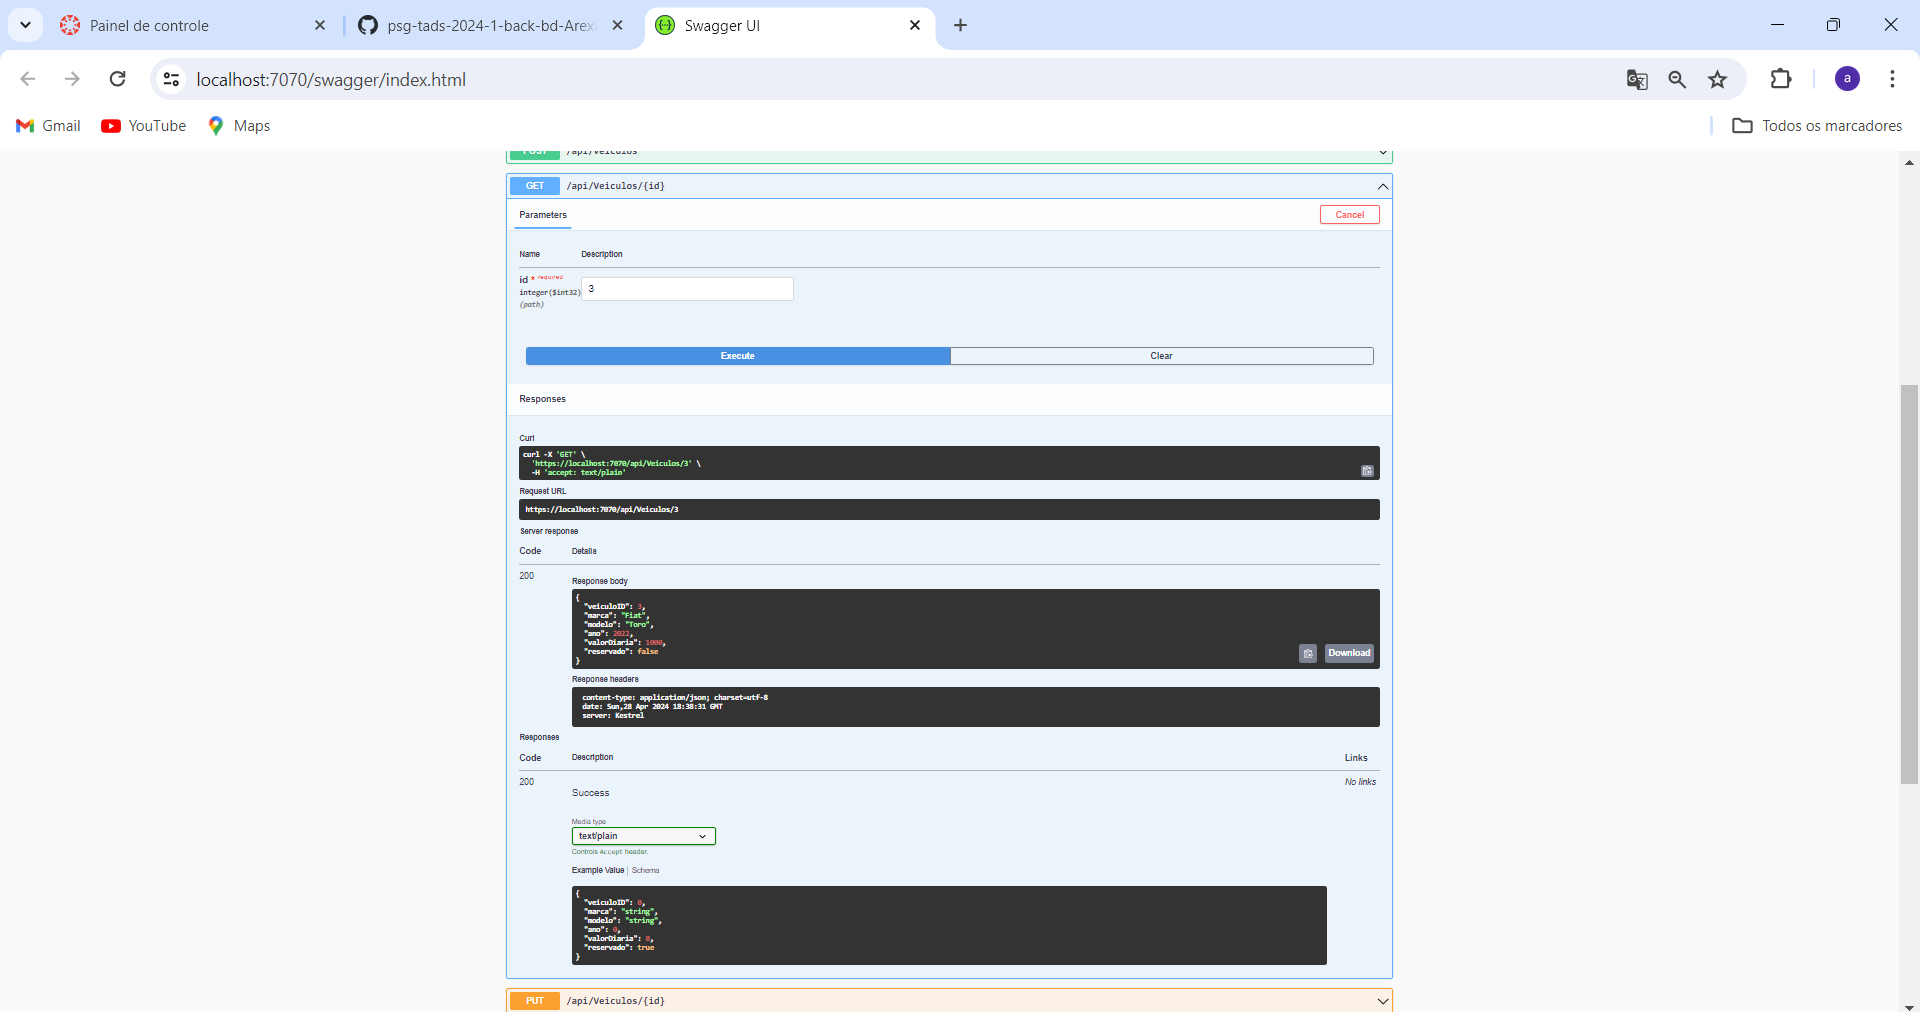 Painel de controle
psg-tads-2024-1-back-bd-Arex
Swagger UI
localhost:7070/swagger/index.html
a
Gmail
YouTube
Maps
Todos os marcadores
POST /api/Veiculos
GET /api/Veiculos/{id}
Parameters
Cancel
Name Description
id * required
integer($int32)
(path)
3
Execute
Clear
Responses
Curl
curl -X 'GET' \
'https://localhost:7070/api/Veiculos/3' \
-H 'accept: text/plain'
Request URL
https://localhost:7070/api/Veiculos/3
Server response
Code Details
200
Response body
{
"veiculoID": 3,
"marca": "Fiat",
"modelo": "Toro",
"ano": 2022,
"valorDiaria": 1000,
"reservado": false
}
Download
Response headers
content-type: application/json; charset=utf-8
date: Sun,28 Apr 2024 18:38:31 GMT
server: Kestrel
Responses
Code Description Links
200
Success
No links
Media type
text/plain
Controls Accept header.
Example Value Schema
{
"veiculoID": 0,
"marca": "string",
"modelo": "string",
"ano": 0,
"valorDiaria": 0,
"reservado": true
}
PUT /api/Veiculos/{id}